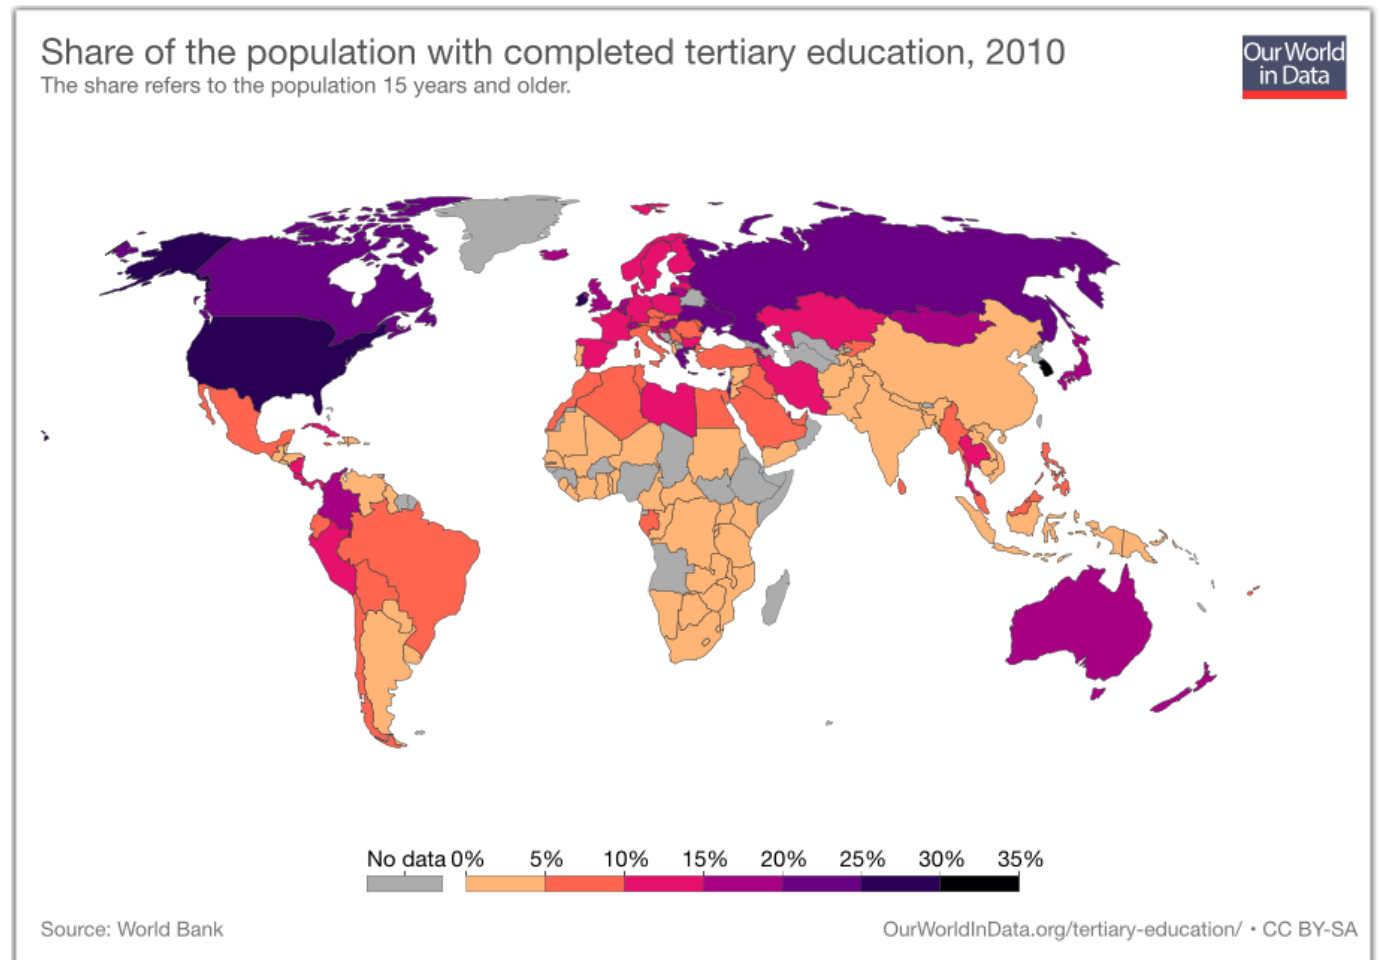 Share of the population with completed tertiary education, 2010
The share refers to the population 15 years and older.
Our World
in Data
No data 0% 5% 10% 15% 20% 25% 30% 35%
Source: World Bank
OurWorldInData.org/tertiary-education/ • CC BY-SA